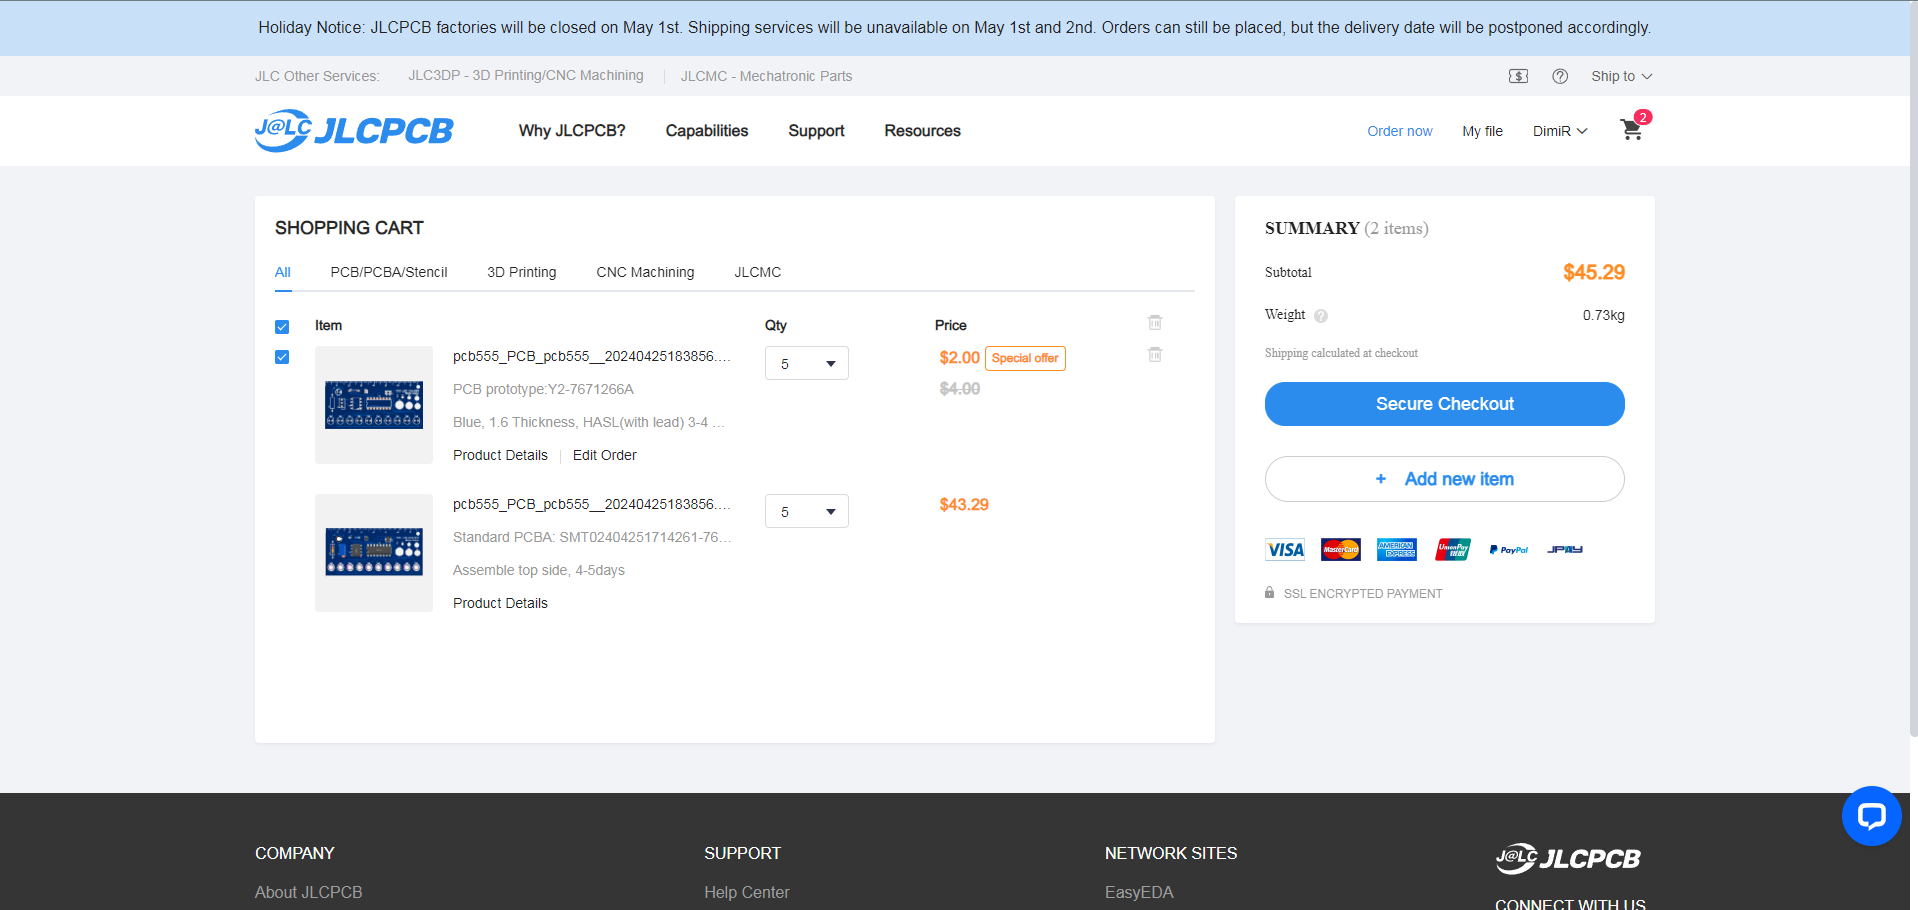 Holiday Notice: JLCPCB factories will be closed on May 1st. Shipping services will be unavailable on May 1st and 2nd. Orders can still be placed, but the delivery date will be postponed accordingly.
JLC Other Services: JLC3DP - 3D Printing/CNC Machining JLCMC - Mechatronic Parts Ship to
J@LC JLCPCB Why JLCPCB? Capabilities Support Resources Order now My file DimiR 2
SHOPPING CART
All PCB/PCBA/Stencil 3D Printing CNC Machining JLCMC
Item Qty Price
pcb555_PCB_pcb555__20240425183856.... 5 $2.00 Special offer
PCB prototype:Y2-7671266A $4.00
Blue, 1.6 Thickness, HASL(with lead) 3-4 ...
Product Details Edit Order
pcb555_PCB_pcb555__20240425183856.... 5 $43.29
Standard PCBA: SMT02404251714261-76...
Assemble top side, 4-5days
Product Details
SUMMARY (2 items)
Subtotal $45.29
Weight ? 0.73kg
Shipping calculated at checkout
Secure Checkout
+ Add new item
VISA MasterCard AMERICAN EXPRESS UnionPay 银联 PayPal JPAY
SSL ENCRYPTED PAYMENT
COMPANY SUPPORT NETWORK SITES J@LC JLCPCB
About JLCPCB Help Center EasyEDA
CONNECT WITH US